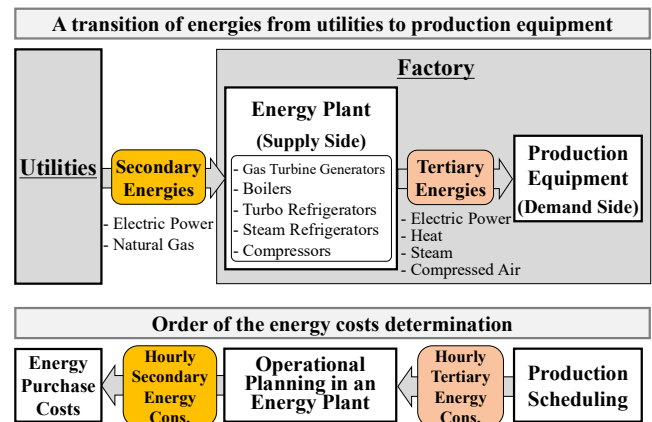 A transition of energies from utilities to production equipment
Factory
Utilities
Secondary
Energies
- Electric Power
- Natural Gas
Energy Plant
(Supply Side)
- Gas Turbine Generators
- Boilers
- Turbo Refrigerators
- Steam Refrigerators
- Compressors
Tertiary
Energies
- Electric Power
- Heat
- Steam
- Compressed Air
Production
Equipment
(Demand Side)
Order of the energy costs determination
Energy
Purchase
Costs
Hourly
Secondary
Energy
Cons.
Operational
Planning in an
Energy Plant
Hourly
Tertiary
Energy
Cons.
Production
Scheduling